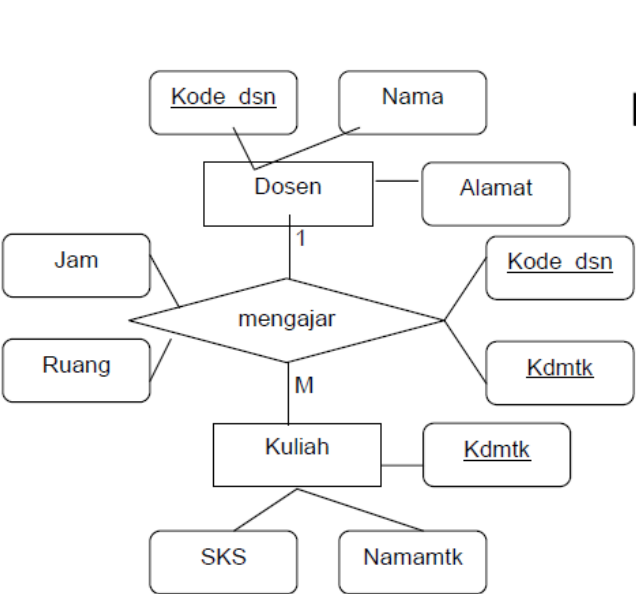 Kode_dsn
Nama
Dosen
Alamat
1
Jam
Kode_dsn
mengajar
Ruang
Kdmtk
M
Kuliah
Kdmtk
SKS
Namamtk